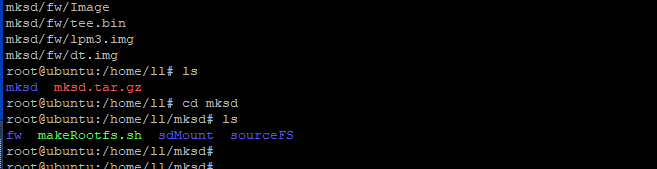 mksd/fw/Image
mksd/fw/tee.bin
mksd/fw/lpm3.img
mksd/fw/dt.img
root@ubuntu:/home/ll# ls
mksd  mksd.tar.gz
root@ubuntu:/home/ll# cd mksd
root@ubuntu:/home/ll/mksd# ls
fw  makeRootfs.sh  sdMount  sourceFS
root@ubuntu:/home/ll/mksd#
root@ubuntu:/home/ll/mksd#